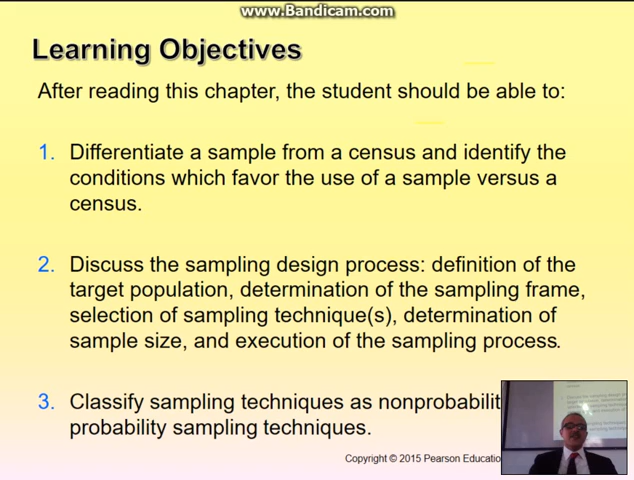 www.Bandicam.com
Learning Objectives
After reading this chapter, the student should be able to:
1. Differentiate a sample from a census and identify the
conditions which favor the use of a sample versus a
census.
2. Discuss the sampling design process: definition of the
target population, determination of the sampling frame,
selection of sampling technique(s), determination of
sample size, and execution of the sampling process.
3. Classify sampling techniques as nonprobabilit
probability sampling techniques.
Copyright © 2015 Pearson Educatio